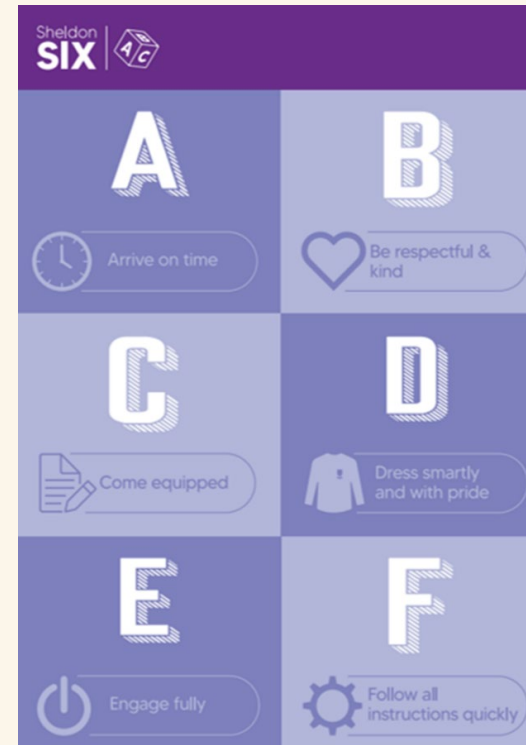 Sheldon
SIX
A B C
A
B
Arrive on time
Be respectful &
kind
C
D
Come equipped
Dress smartly
and with pride
E
F
Engage fully
Follow all
instructions quickly